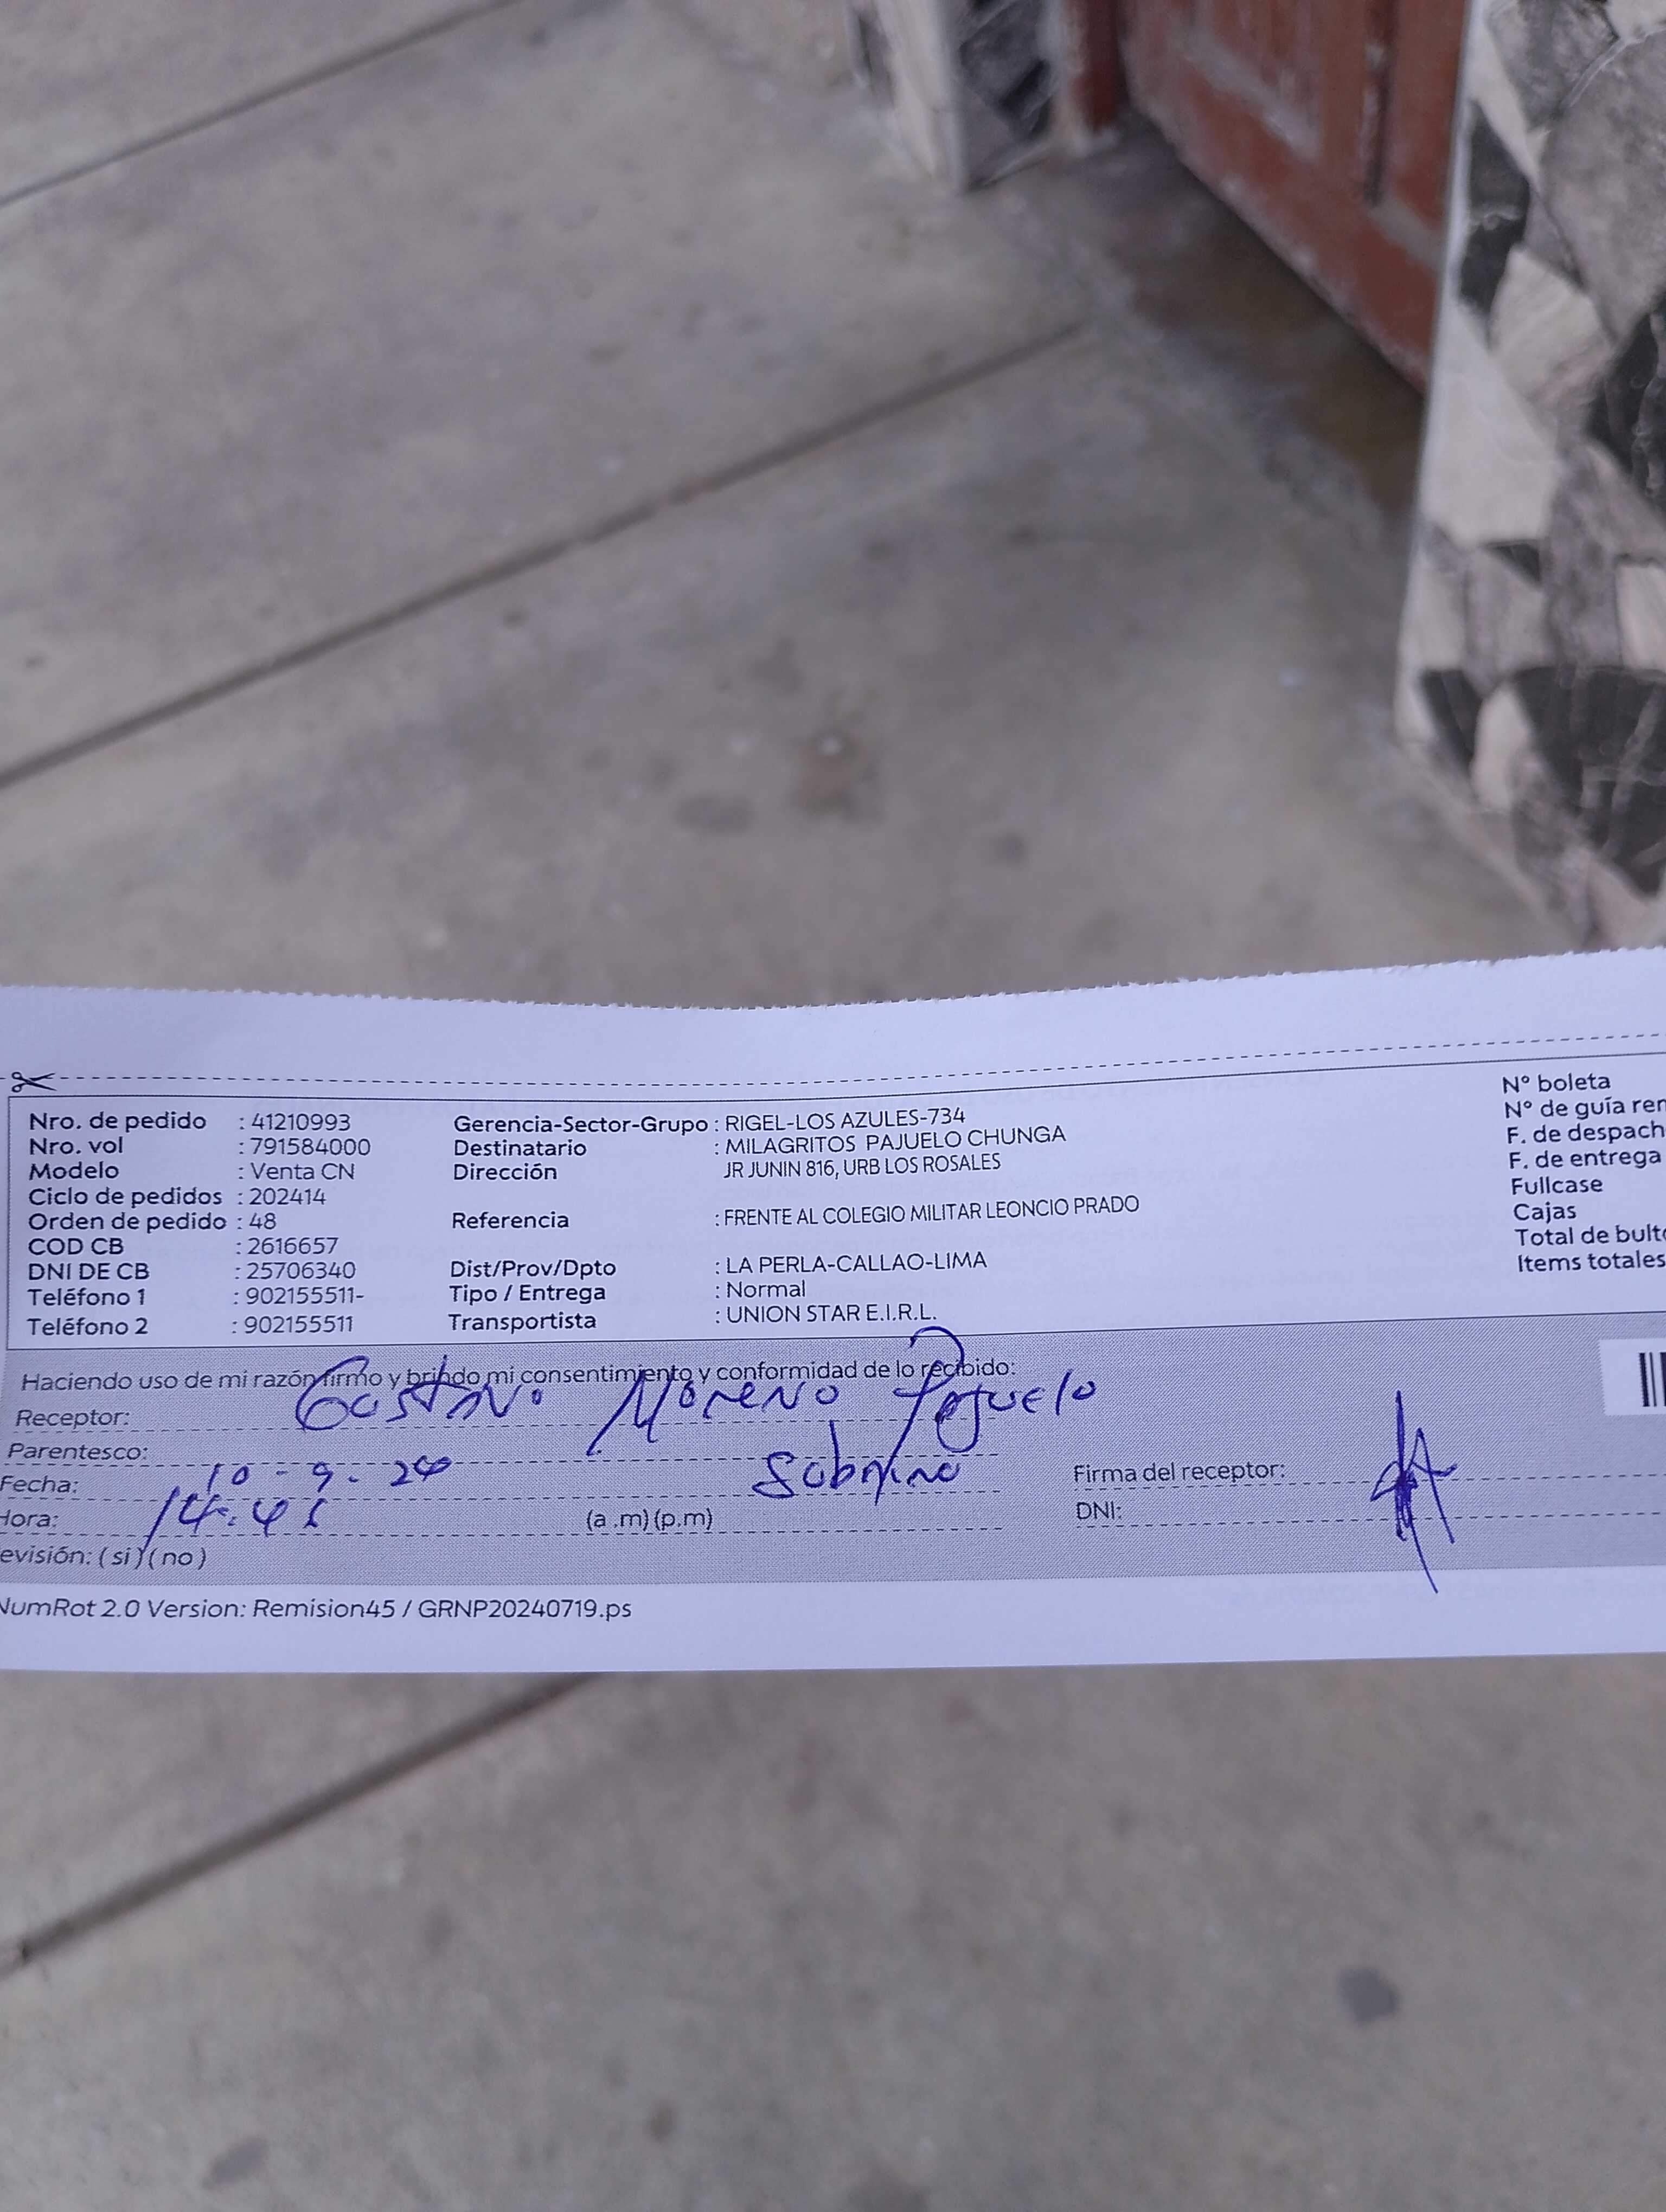 Nro. de pedido : 41210993 Gerencia-Sector-Grupo : RIGEL-LOS AZULES-734 N° boleta
Nro. vol : 791584000 Destinatario : MILAGRITOS PAJUELO CHUNGA N° de guía rem
Modelo : Venta CN Dirección JR JUNIN 816, URB LOS ROSALES F. de despach
Ciclo de pedidos : 202414 F. de entrega
Orden de pedido : 48 Referencia : FRENTE AL COLEGIO MILITAR LEONCIO PRADO Fullcase
COD CB : 2616657 Cajas
DNI DE CB : 25706340 Dist/Prov/Dpto : LA PERLA-CALLAO-LIMA Total de bulto
Teléfono 1 : 902155511- Tipo / Entrega : Normal Items totales
Teléfono 2 : 902155511 Transportista : UNION STAR E.I.R.L.
Haciendo uso de mi razón firmo y brindo mi consentimiento y conformidad de lo recibido:
Receptor: Gustavo Moreno Pajuelo
Parentesco: Sobrino
Fecha: 10-9-24 Firma del receptor:
Hora: (a.m)(p.m) DNI:
evisión: (si)(no)
NumRot 2.0 Version: Remision45 / GRNP20240719.ps